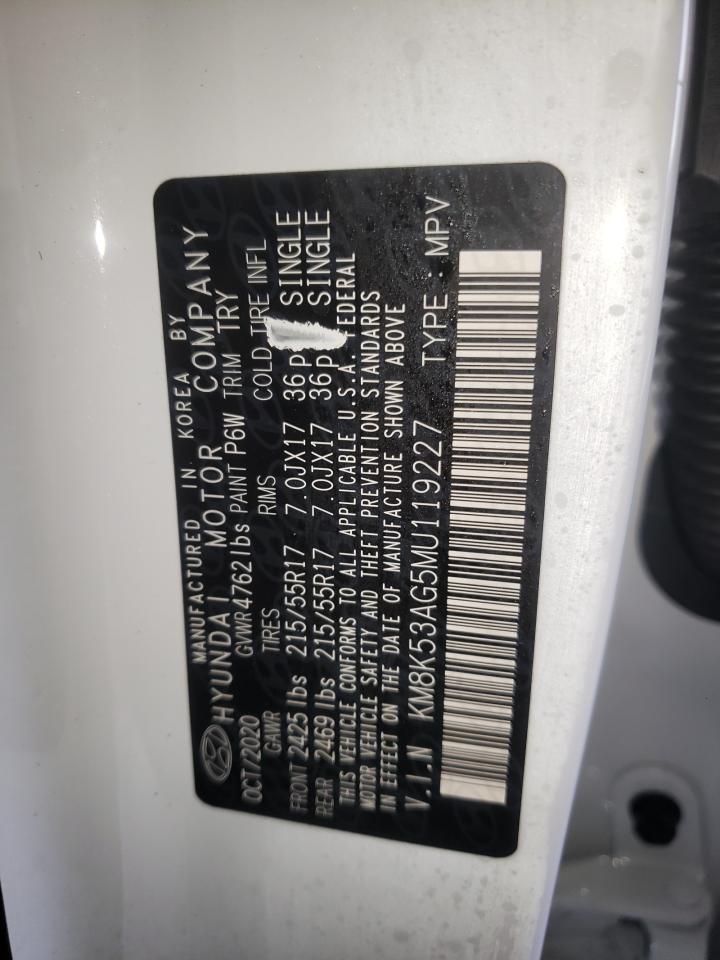 MANUFACTURED IN KOREA BY
HYUNDAI MOTOR COMPANY
OCT/2020 GVWR 4762 lbs PAINT P6W TRIM TRY
GAWR TIRES RIMS COLD TIRE INFL
FRONT 2425 lbs 215/55R17 7.0JX17 36 p SINGLE
REAR 2469 lbs 215/55R17 7.0JX17 36 p SINGLE
THIS VEHICLE CONFORMS TO ALL APPLICABLE U.S.A. FEDERAL
MOTOR VEHICLE SAFETY AND THEFT PREVENTION STANDARDS
IN EFFECT ON THE DATE OF MANUFACTURE SHOWN ABOVE
V.I.N KM8K53AG5MU119227 TYPE : MPV